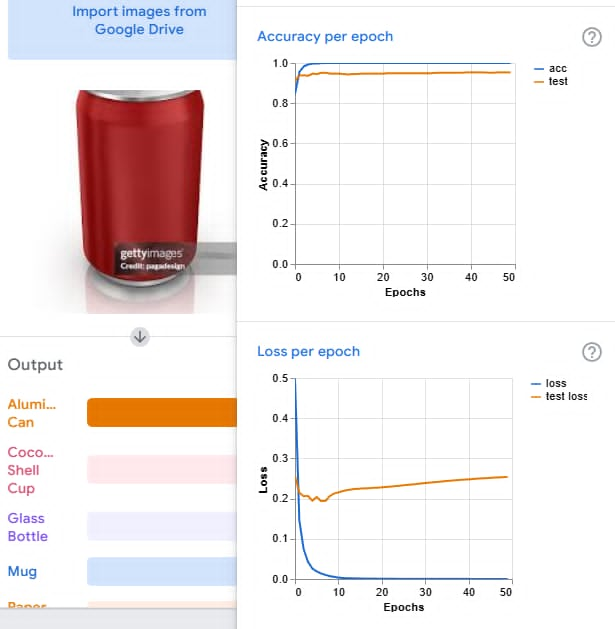 Import images from
Google Drive
gettyimages®
Credit: pagadesign
Output
Alumi...
Can
Coco...
Shell
Cup
Glass
Bottle
Mug
Paper
Accuracy per epoch
?
1.0
0.8
0.6
0.4
0.2
0.0
Accuracy
0 10 20 30 40 50
Epochs
acc
test
Loss per epoch
?
0.5
0.4
0.3
0.2
0.1
0.0
Loss
0 10 20 30 40 50
Epochs
loss
test loss